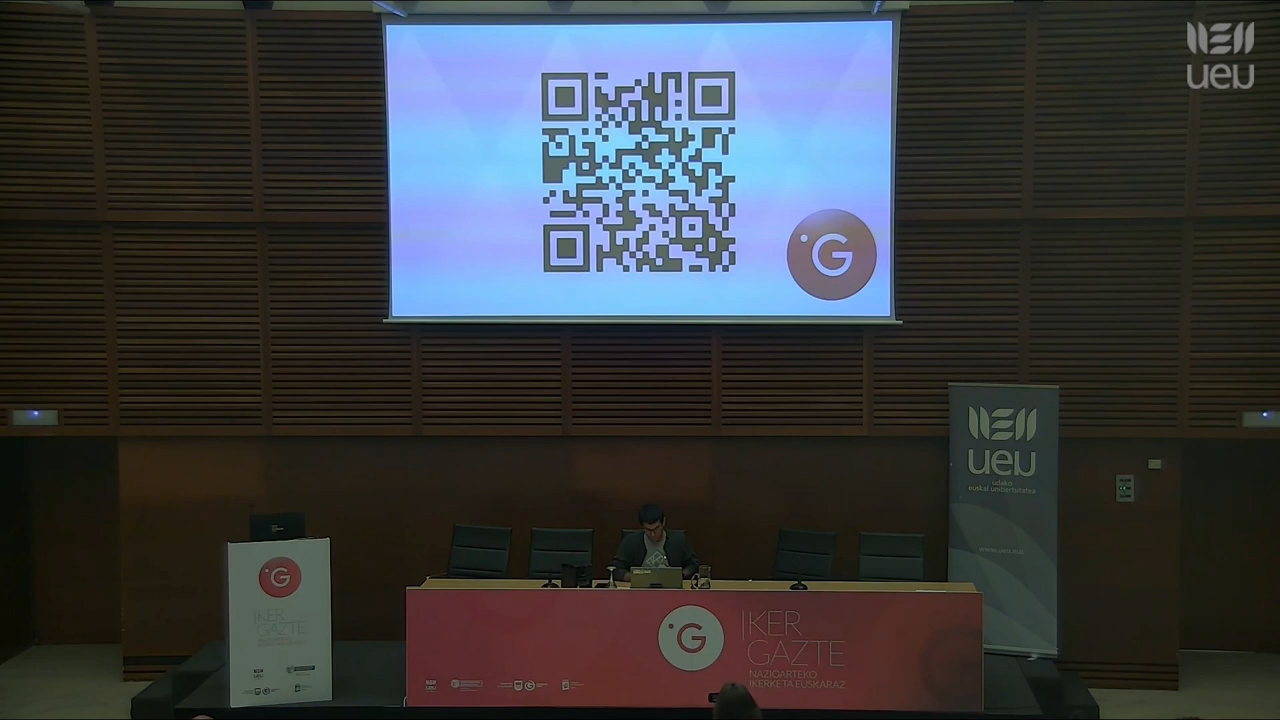 ueu
G
ueu
udako
euskal unibertsitatea
www.ueu.eus
G
IKER
GAZTE
G
IKER
GAZTE
NAZIOARTEKO
IKERKETA EUSKARAZ